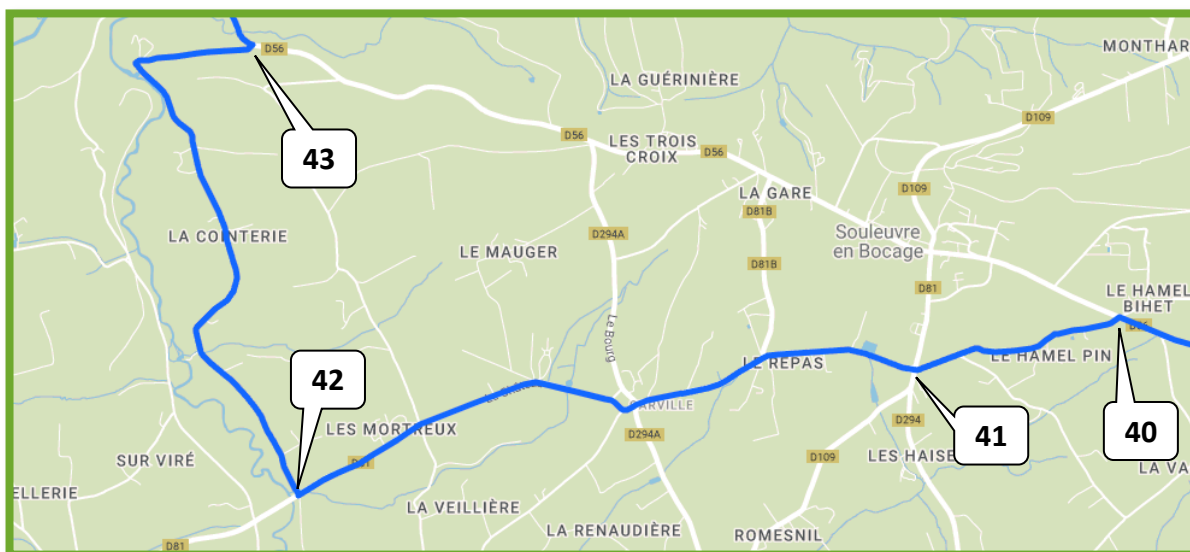 D56
MONTHAR
LA GUÉRINIÈRE
D109
D56
LES TROIS
CROIX
D56
43
LA GARE
D109
D81B
LA COINTERIE
D294A
Souleuvre
en Bocage
LE MAUGER
D81B
D81
LE HAMEL
BIHET
Le Bourg
LE HAMEL PIN
LE REPAS
42
CARVILLE
41
40
LES MORTREUX
D294
D294A
D81
SUR VIRÉ
D109
LES HAISE
LA VA
ELLERIE
LA VEILLIÈRE
LA RENAUDIÈRE
ROMESNIL
D81